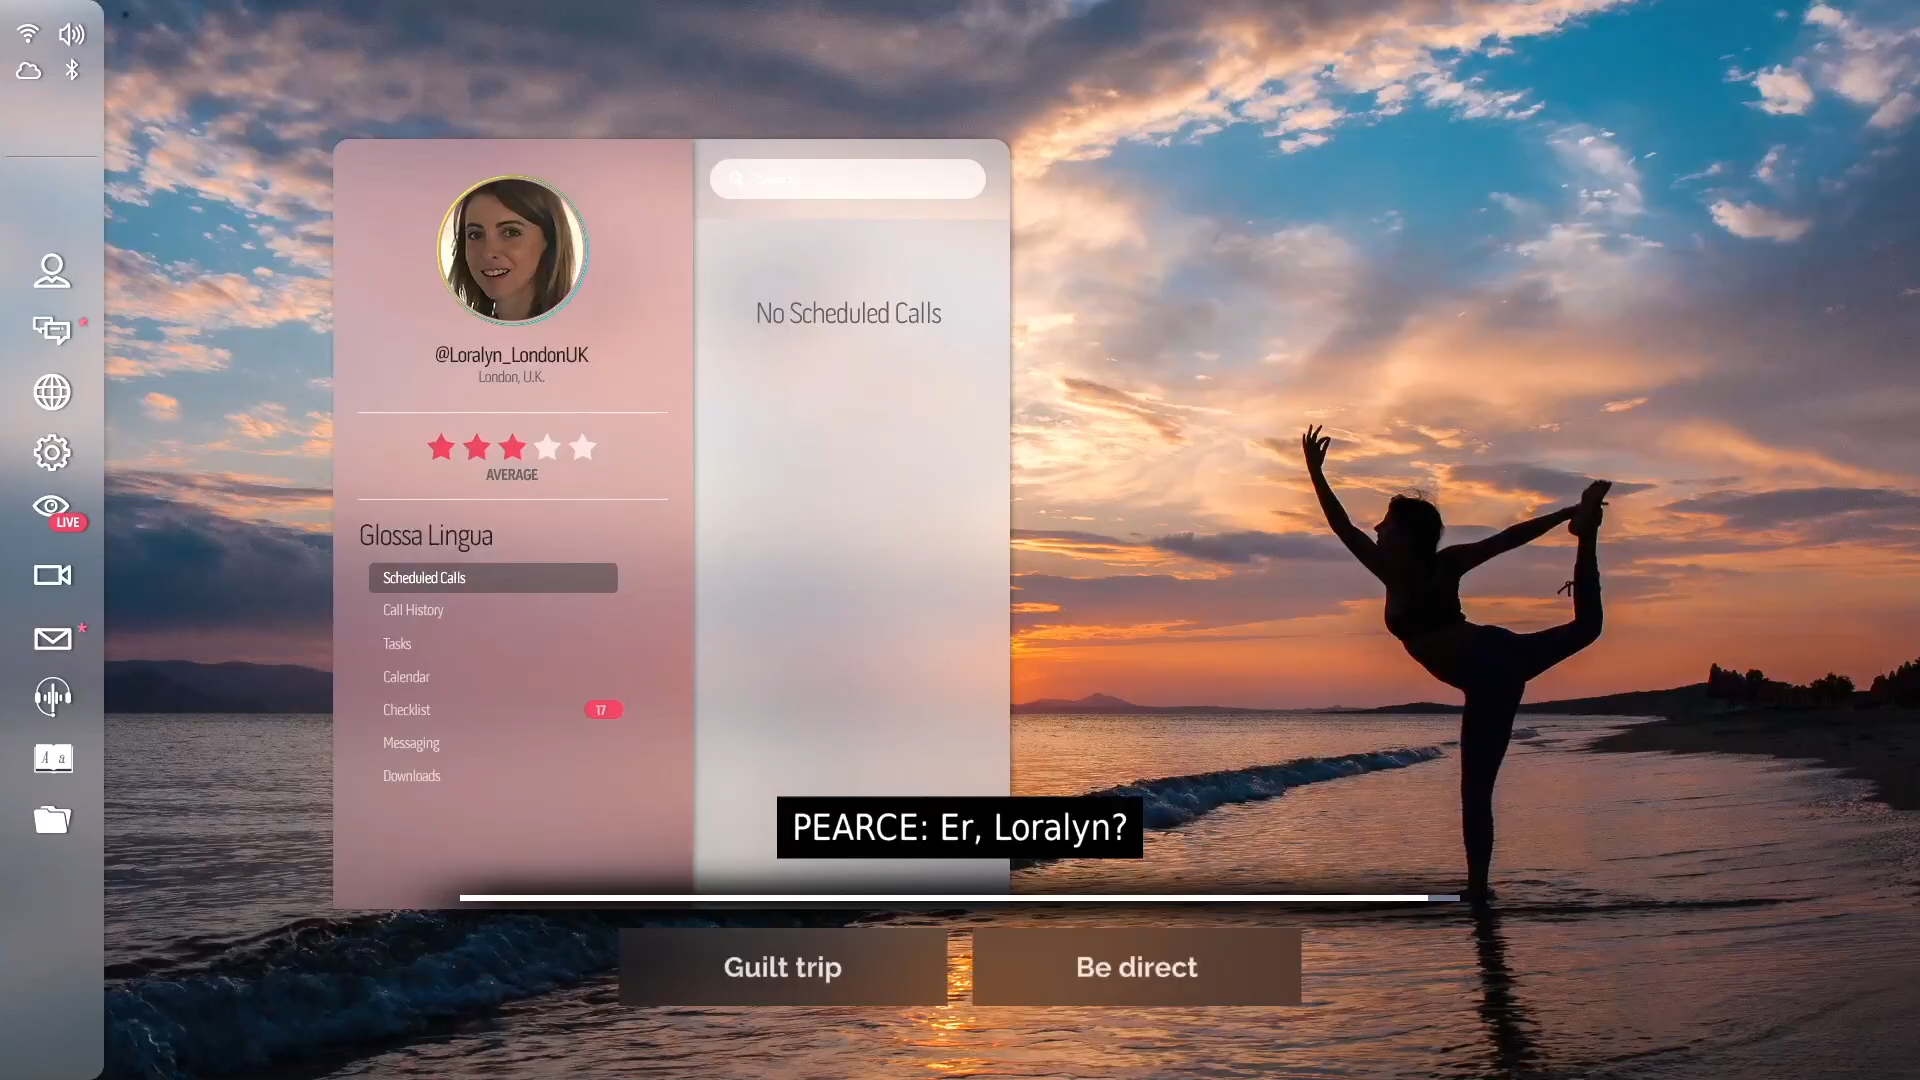 LIVE
A a
@Loralyn_LondonUK
London, U.K.
AVERAGE
Glossa Lingua
Scheduled Calls
Call History
Tasks
Calendar
Checklist 17
Messaging
Downloads
No Scheduled Calls
PEARCE: Er, Loralyn?
Guilt trip
Be direct